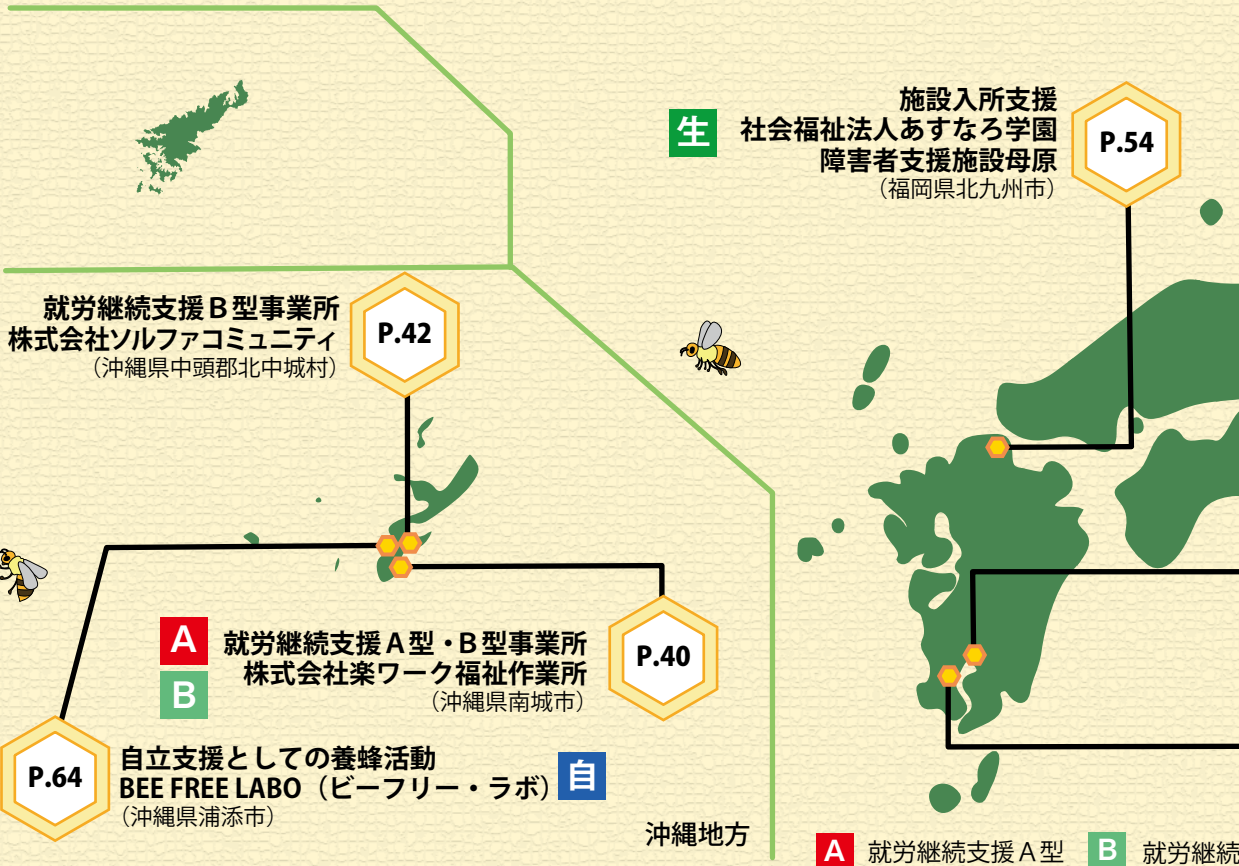 生
施設入所支援
社会福祉法人あすなろ学園
障害者支援施設母原
（福岡県北九州市）
P.54
就労継続支援B型事業所
株式会社ソルファコミュニティ
（沖縄県中頭郡北中城村）
P.42
A
B
就労継続支援A型・B型事業所
株式会社楽ワーク福祉作業所
（沖縄県南城市）
P.40
P.64
自立支援としての養蜂活動
BEE FREE LABO（ビーフリー・ラボ）
（沖縄県浦添市）
自
沖縄地方
A 就労継続支援A型 B 就労継続